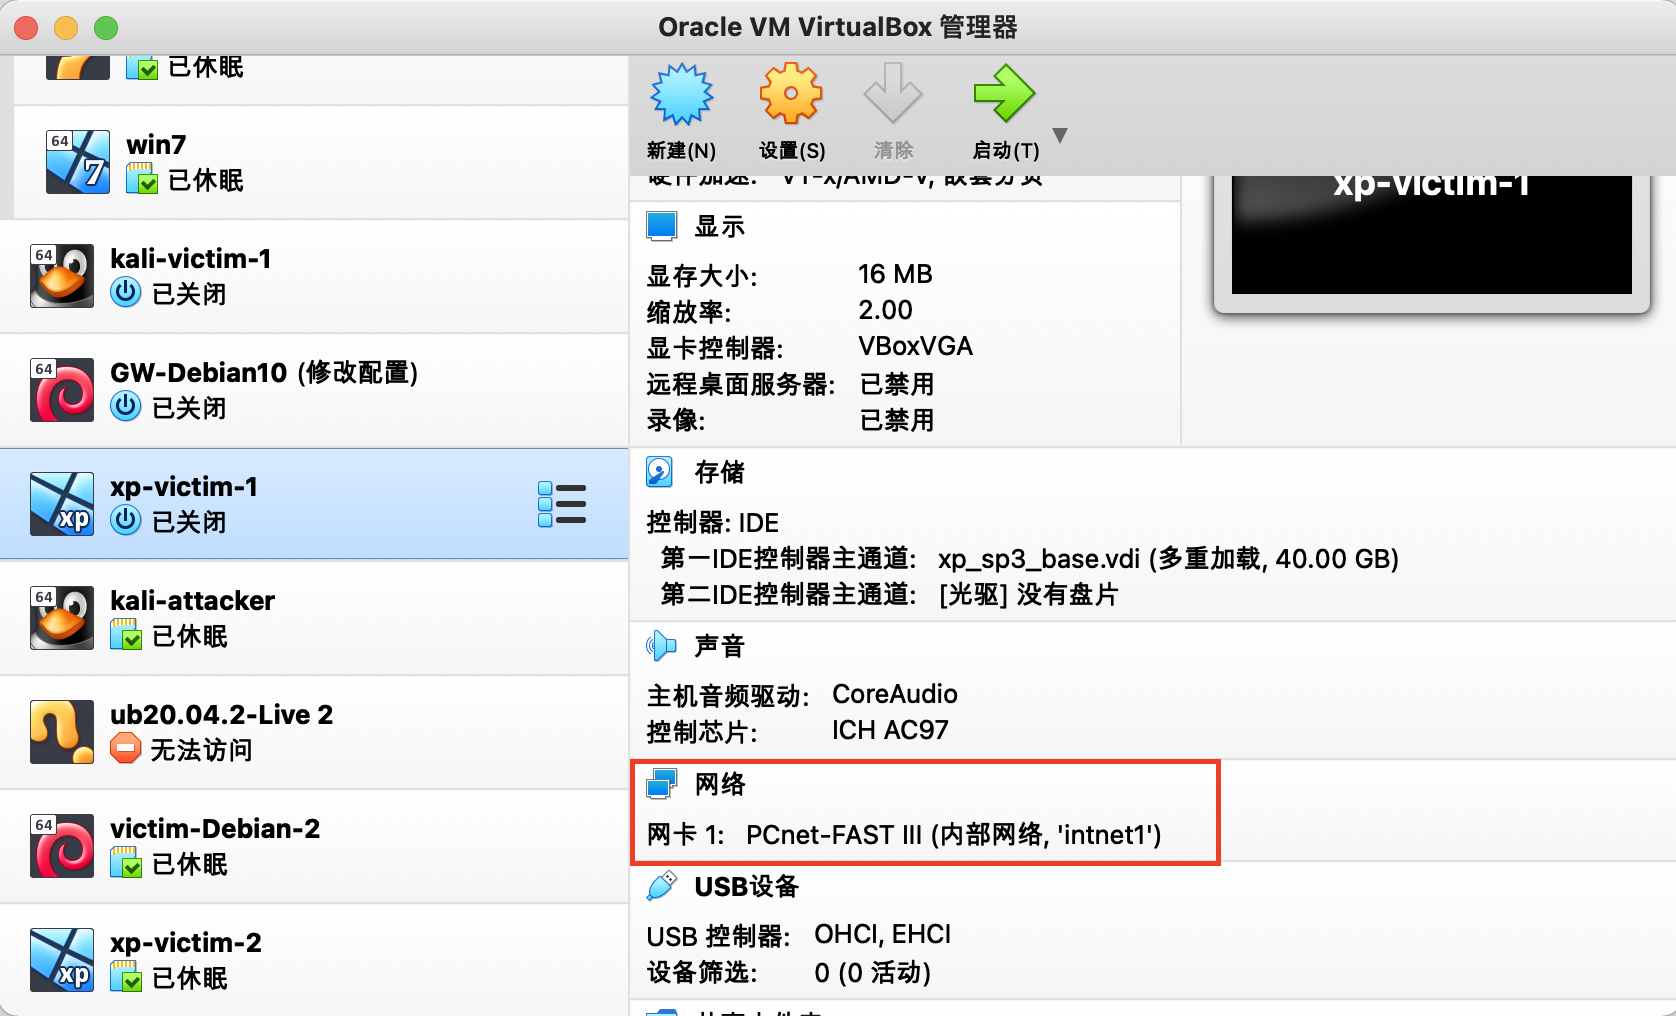 Oracle VM VirtualBox 管理器
已休眠
64
win7
已休眠
64
kali-victim-1
已关闭
64
GW-Debian10 (修改配置)
已关闭
xp
xp-victim-1
已关闭
64
kali-attacker
已休眠
ub20.04.2-Live 2
无法访问
64
victim-Debian-2
已休眠
xp
xp-victim-2
已休眠
新建(N)
设置(S)
清除
启动(T)
硬件加速: VT-x/AMD-V, 嵌套分页
xp-victim-1
显示
显存大小: 16 MB
缩放率: 2.00
显卡控制器: VBoxVGA
远程桌面服务器: 已禁用
录像: 已禁用
存储
控制器: IDE
第一IDE控制器主通道: xp_sp3_base.vdi (多重加载, 40.00 GB)
第二IDE控制器主通道: [光驱] 没有盘片
声音
主机音频驱动: CoreAudio
控制芯片: ICH AC97
网络
网卡 1: PCnet-FAST III (内部网络, 'intnet1')
USB设备
USB 控制器: OHCI, EHCI
设备筛选: 0 (0 活动)